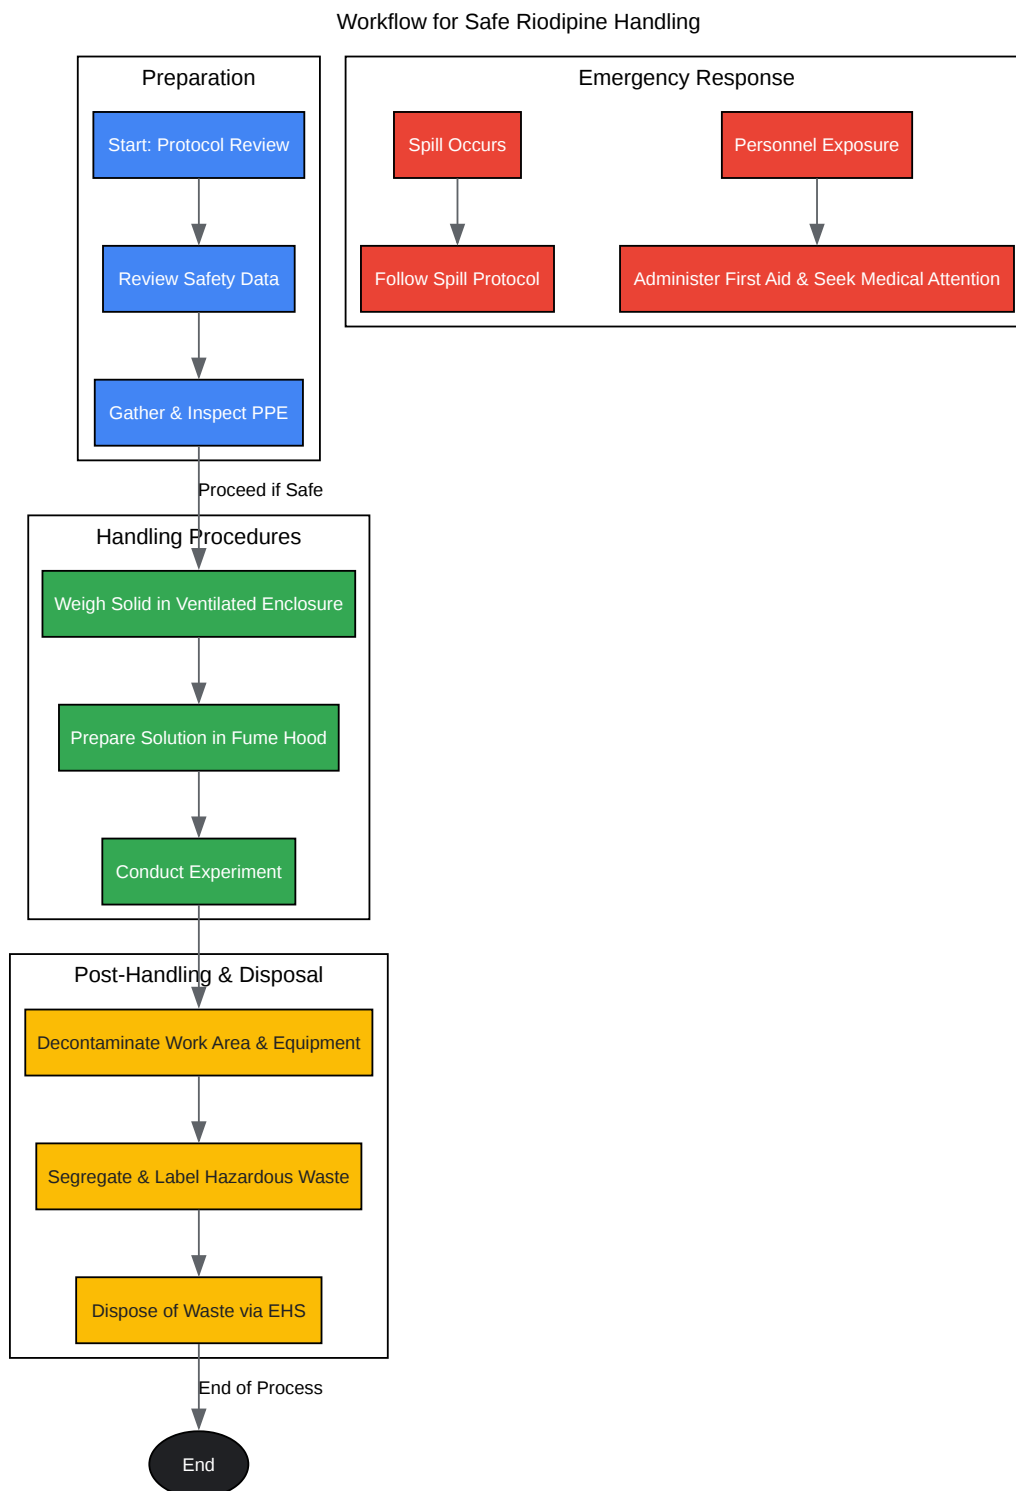 Workflow for Safe Riodipine Handling
Preparation
Start: Protocol Review
Review Safety Data
Gather & Inspect PPE
Proceed if Safe
Emergency Response
Spill Occurs
Follow Spill Protocol
Personnel Exposure
Administer First Aid & Seek Medical Attention
Handling Procedures
Weigh Solid in Ventilated Enclosure
Prepare Solution in Fume Hood
Conduct Experiment
Post-Handling & Disposal
Decontaminate Work Area & Equipment
Segregate & Label Hazardous Waste
Dispose of Waste via EHS
End of Process
End